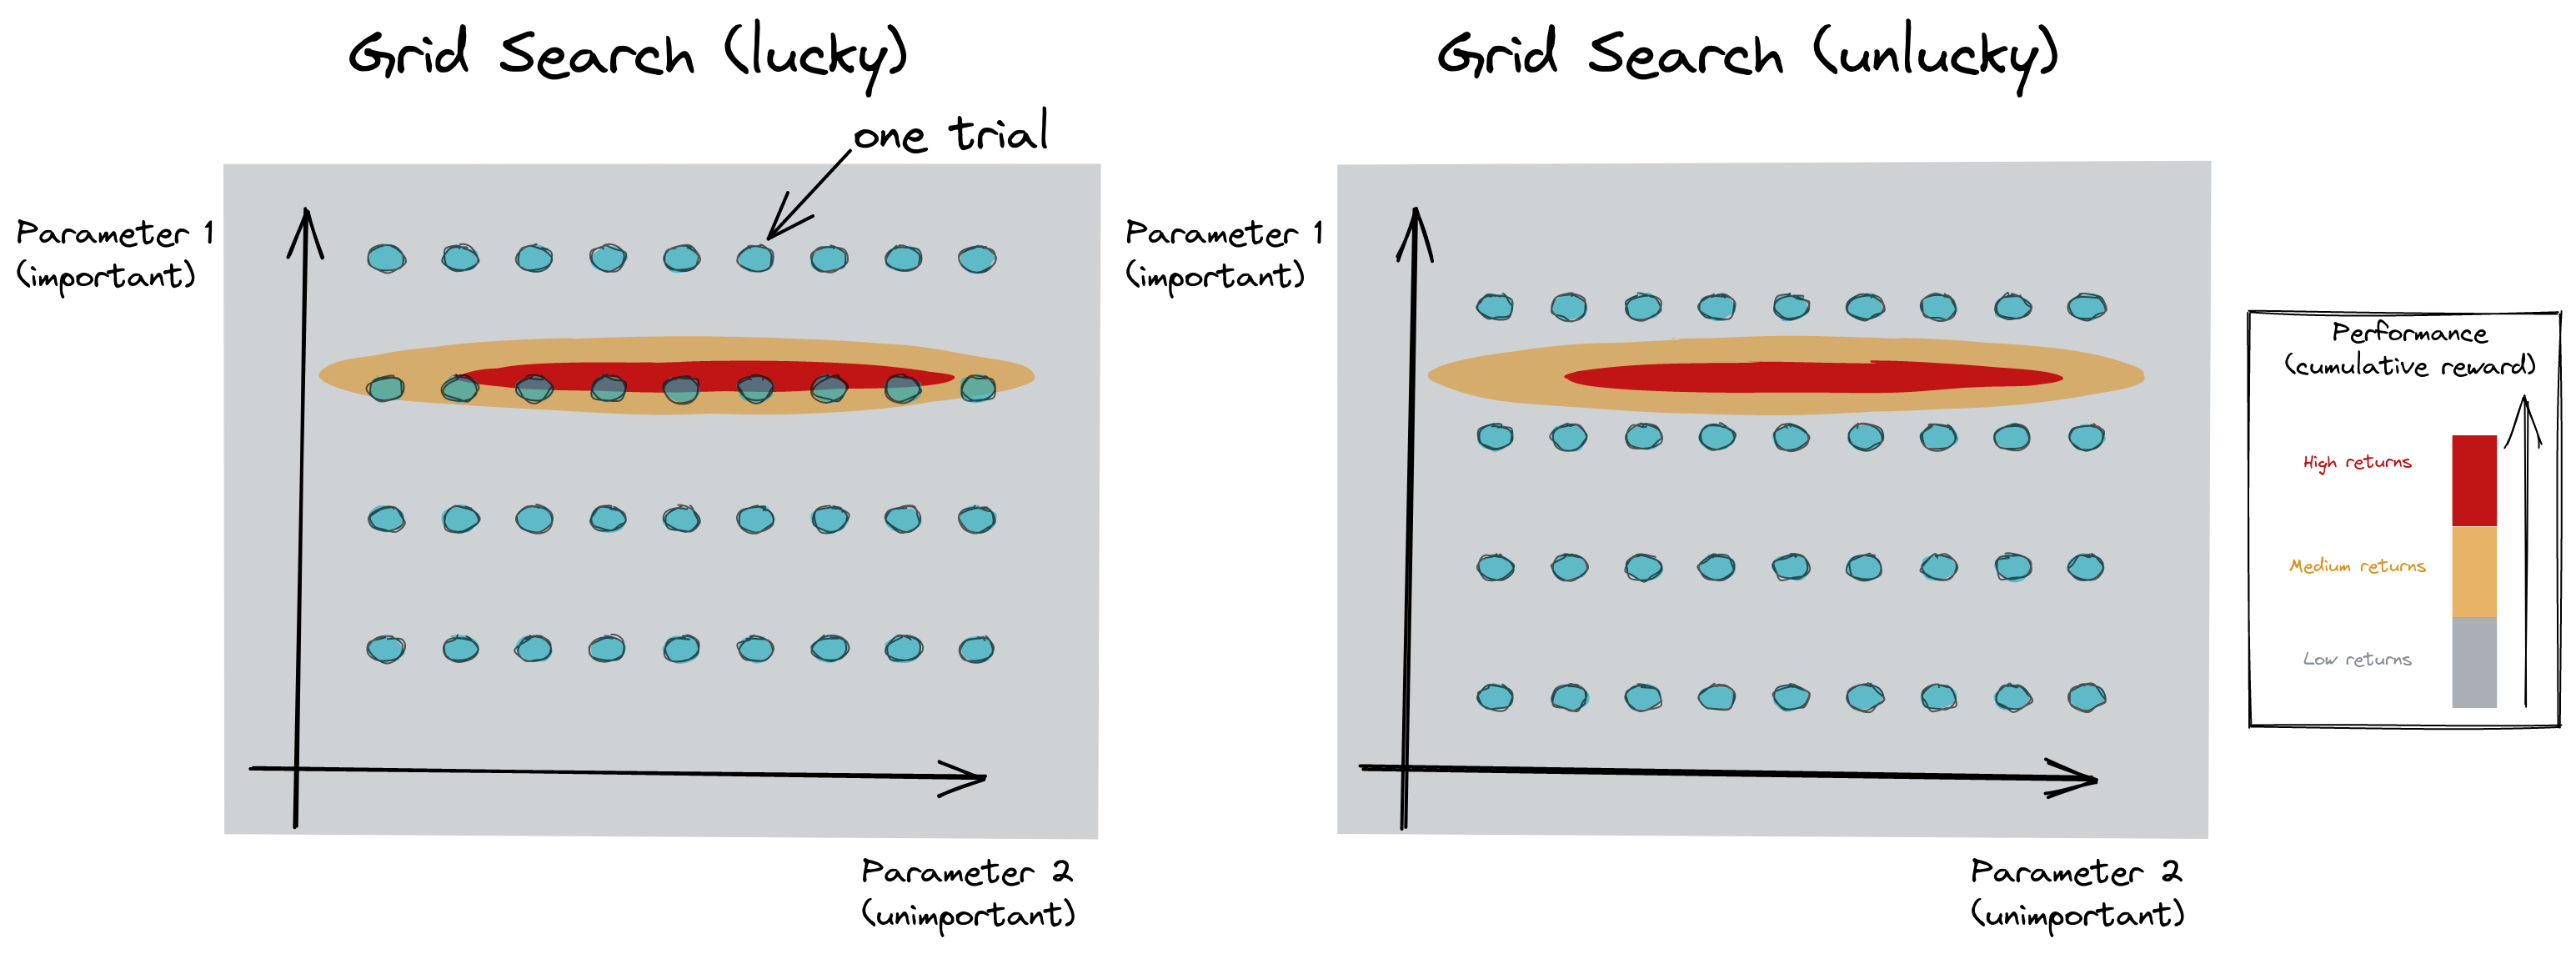 Grid Search (lucky)
one trial
Parameter 1
(important)
Parameter 2
(unimportant)
Grid Search (unlucky)
Parameter 1
(important)
Parameter 2
(unimportant)
Performance
(cumulative reward)
High returns
Medium returns
Low returns